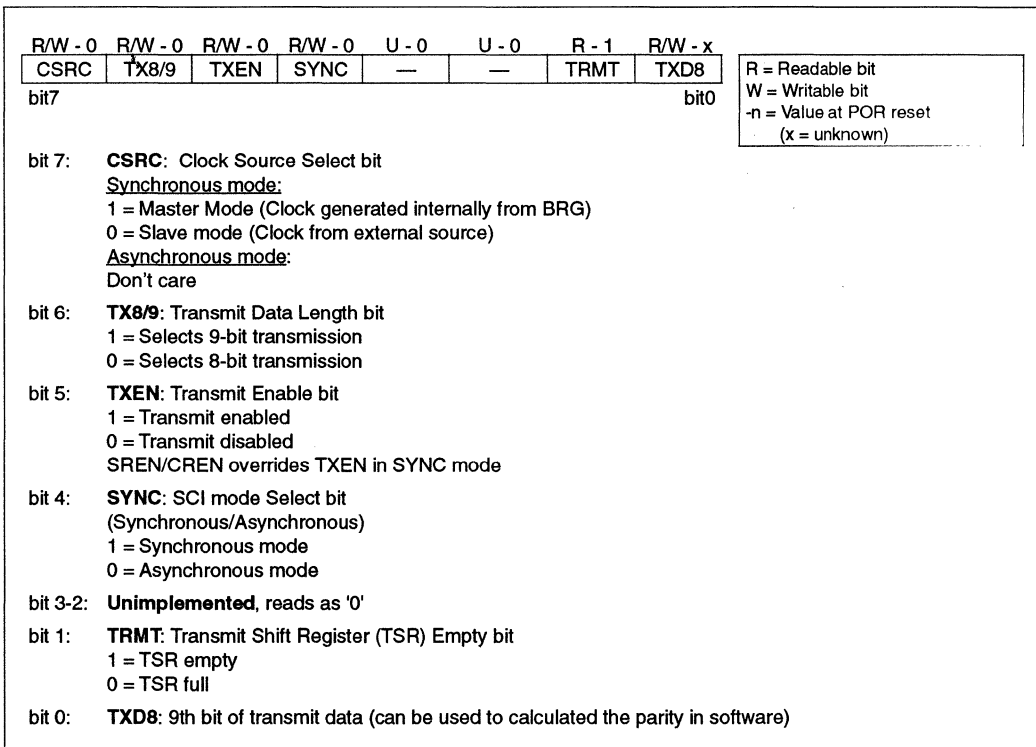 R/W - 0 R/W - 0 R/W - 0 R/W - 0 U - 0 U - 0 R - 1 R/W - x
CSRC TX8/9 TXEN SYNC — — TRMT TXD8
bit7 bit0
R = Readable bit
W = Writable bit
-n = Value at POR reset
(x = unknown)
bit 7: CSRC: Clock Source Select bit
Synchronous mode:
1 = Master Mode (Clock generated internally from BRG)
0 = Slave mode (Clock from external source)
Asynchronous mode:
Don't care
bit 6: TX8/9: Transmit Data Length bit
1 = Selects 9-bit transmission
0 = Selects 8-bit transmission
bit 5: TXEN: Transmit Enable bit
1 = Transmit enabled
0 = Transmit disabled
SREN/CREN overrides TXEN in SYNC mode
bit 4: SYNC: SCI mode Select bit
(Synchronous/Asynchronous)
1 = Synchronous mode
0 = Asynchronous mode
bit 3-2: Unimplemented, reads as '0'
bit 1: TRMT: Transmit Shift Register (TSR) Empty bit
1 = TSR empty
0 = TSR full
bit 0: TXD8: 9th bit of transmit data (can be used to calculated the parity in software)